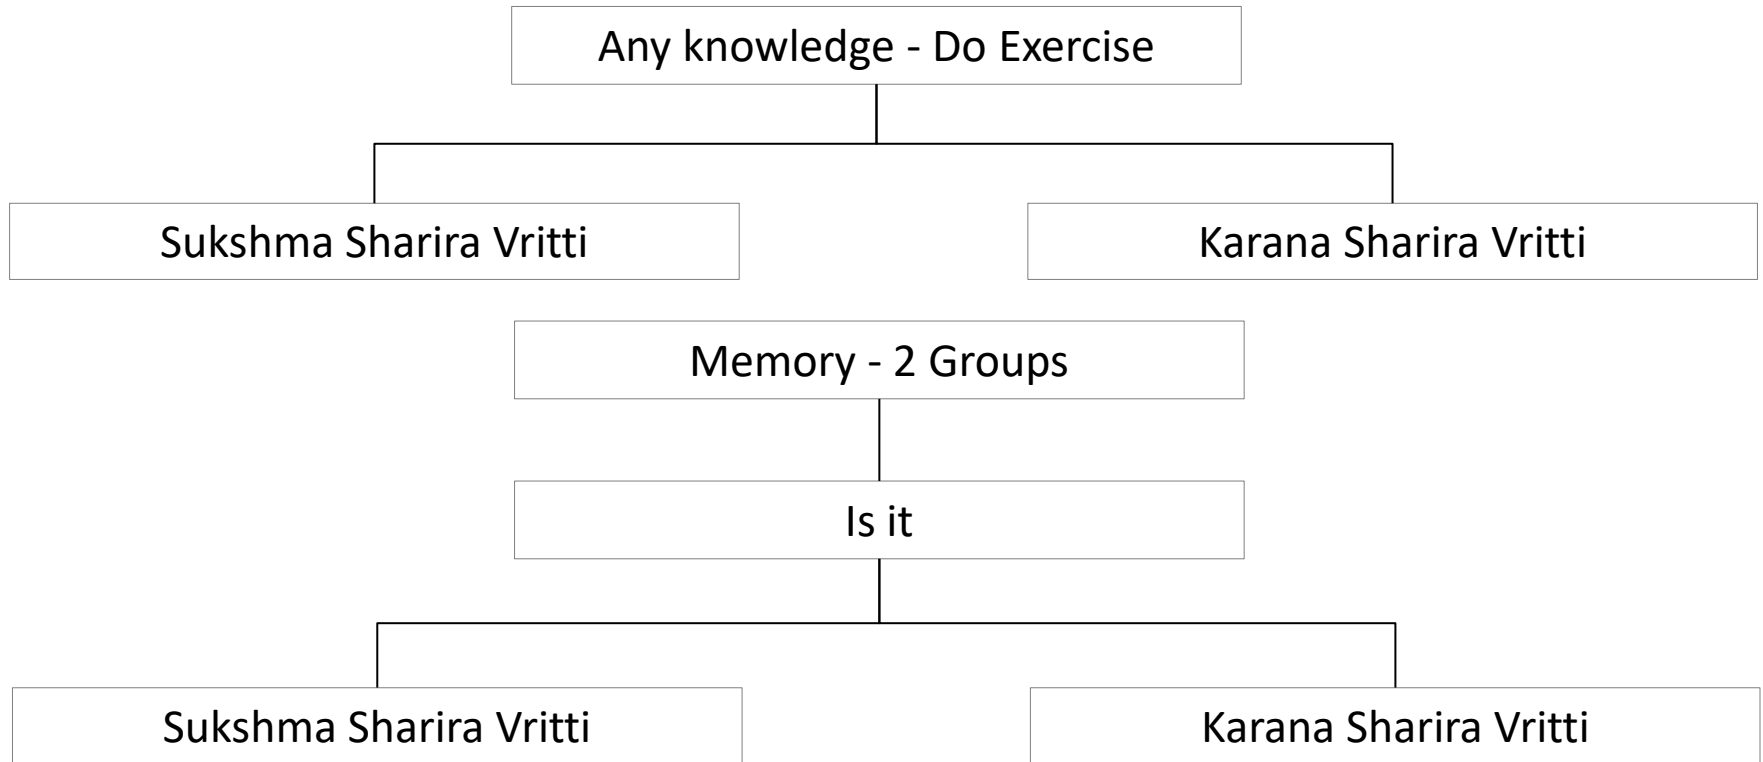 Any knowledge - Do Exercise
Sukshma Sharira Vritti
Karana Sharira Vritti
Memory - 2 Groups
Is it
Sukshma Sharira Vritti
Karana Sharira Vritti